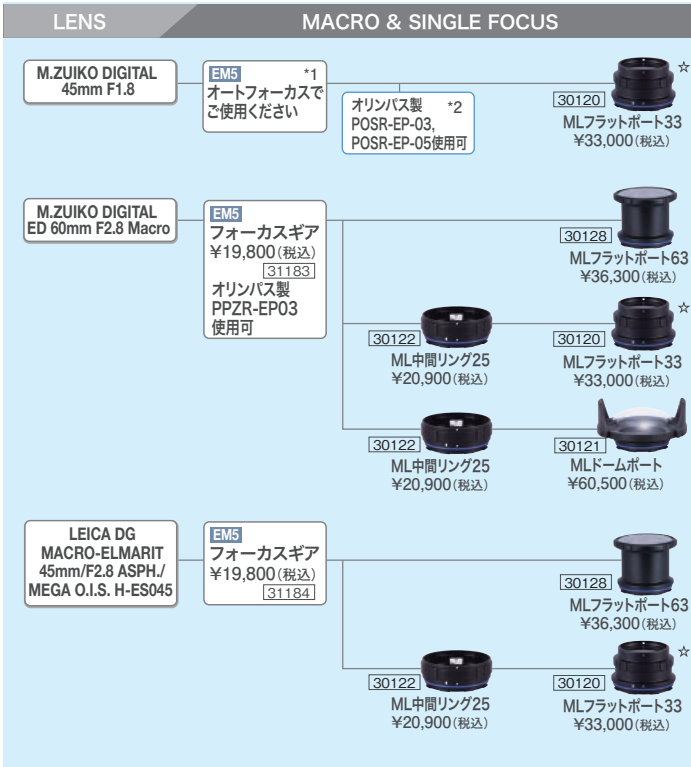 LENS
MACRO & SINGLE FOCUS
M.ZUIKO DIGITAL
45mm F1.8
EM5 *1
オートフォーカスで
ご使用ください
オリンパス製 *2
POSR-EP-03,
POSR-EP-05使用可
☆
30120
MLフラットポート33
¥33,000(税込)
M.ZUIKO DIGITAL
ED 60mm F2.8 Macro
EM5
フォーカスギア
¥19,800(税込)
31183
オリンパス製
PPZR-EP03
使用可
30128
MLフラットポート63
¥36,300(税込)
30122
ML中間リング25
¥20,900(税込)
☆
30120
MLフラットポート33
¥33,000(税込)
30122
ML中間リング25
¥20,900(税込)
30121
MLドームポート
¥60,500(税込)
LEICA DG
MACRO-ELMARIT
45mm/F2.8 ASPH./
MEGA O.I.S. H-ES045
EM5
フォーカスギア
¥19,800(税込)
31184
30128
MLフラットポート63
¥36,300(税込)
30122
ML中間リング25
¥20,900(税込)
☆
30120
MLフラットポート33
¥33,000(税込)